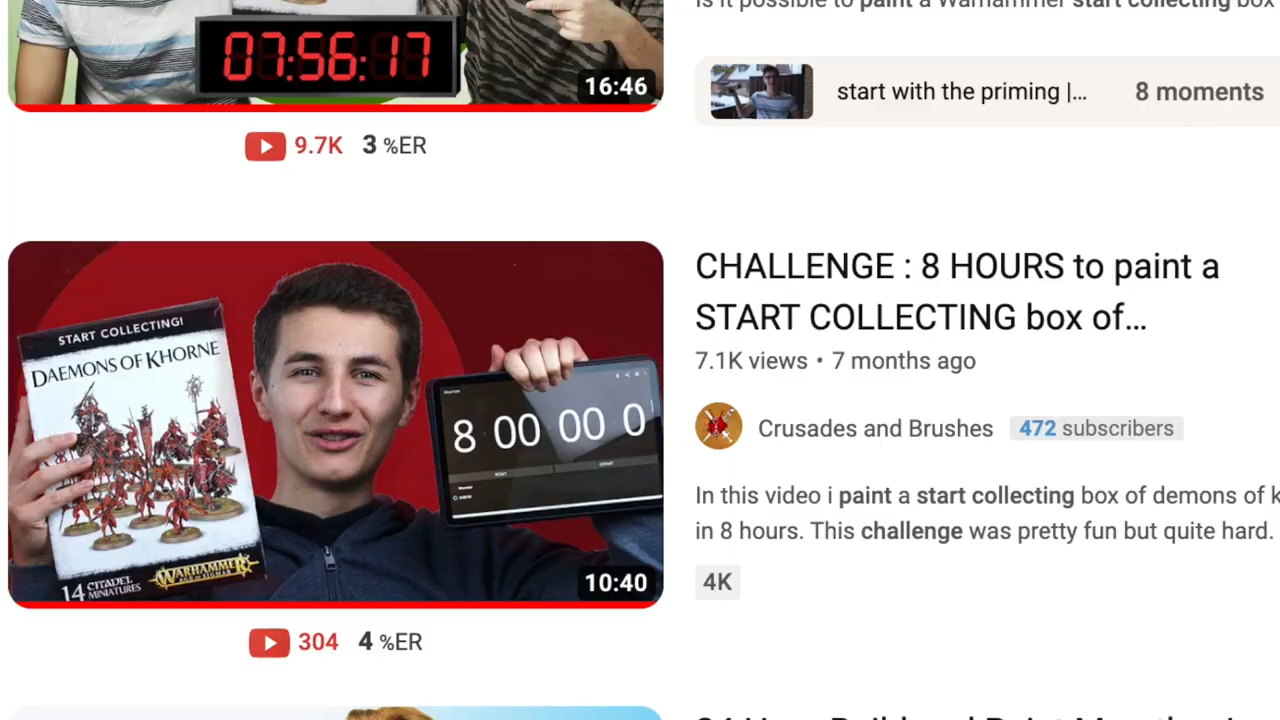 is it possible to paint a Warhammer start collecting box
07:56:17
16:46
start with the priming |...
8 moments
9.7K 3 %ER
START COLLECTING!
DAEMONS OF KHORNE
8 00 00 0
14 CITADEL MINIATURES
WARHAMMER
AGE OF SIGMAR
10:40
CHALLENGE : 8 HOURS to paint a
START COLLECTING box of...
7.1K views • 7 months ago
Crusades and Brushes 472 subscribers
In this video i paint a start collecting box of demons of k
in 8 hours. This challenge was pretty fun but quite hard.
4K
304 4 %ER